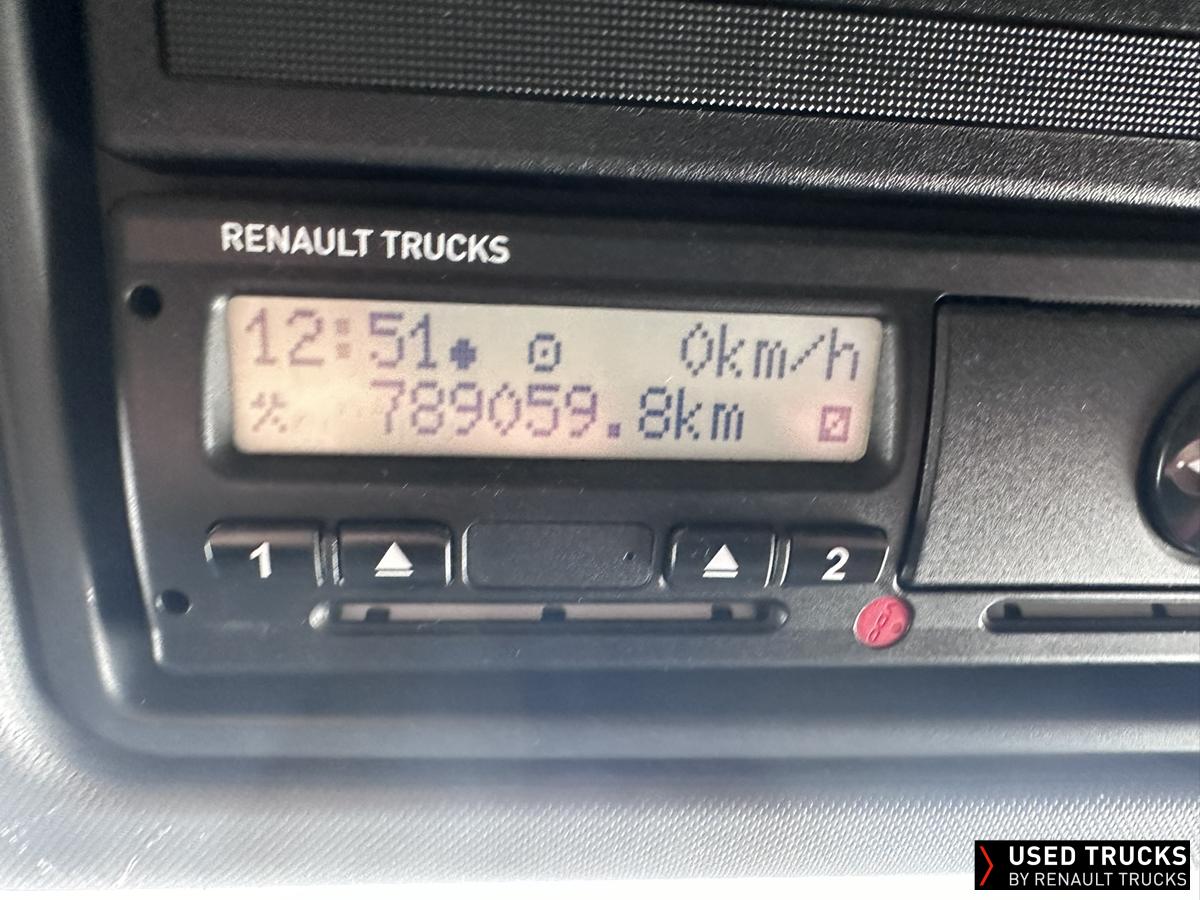 RENAULT TRUCKS
12:51 0km/h
789059.8km
1 2
USED TRUCKS
BY RENAULT TRUCKS